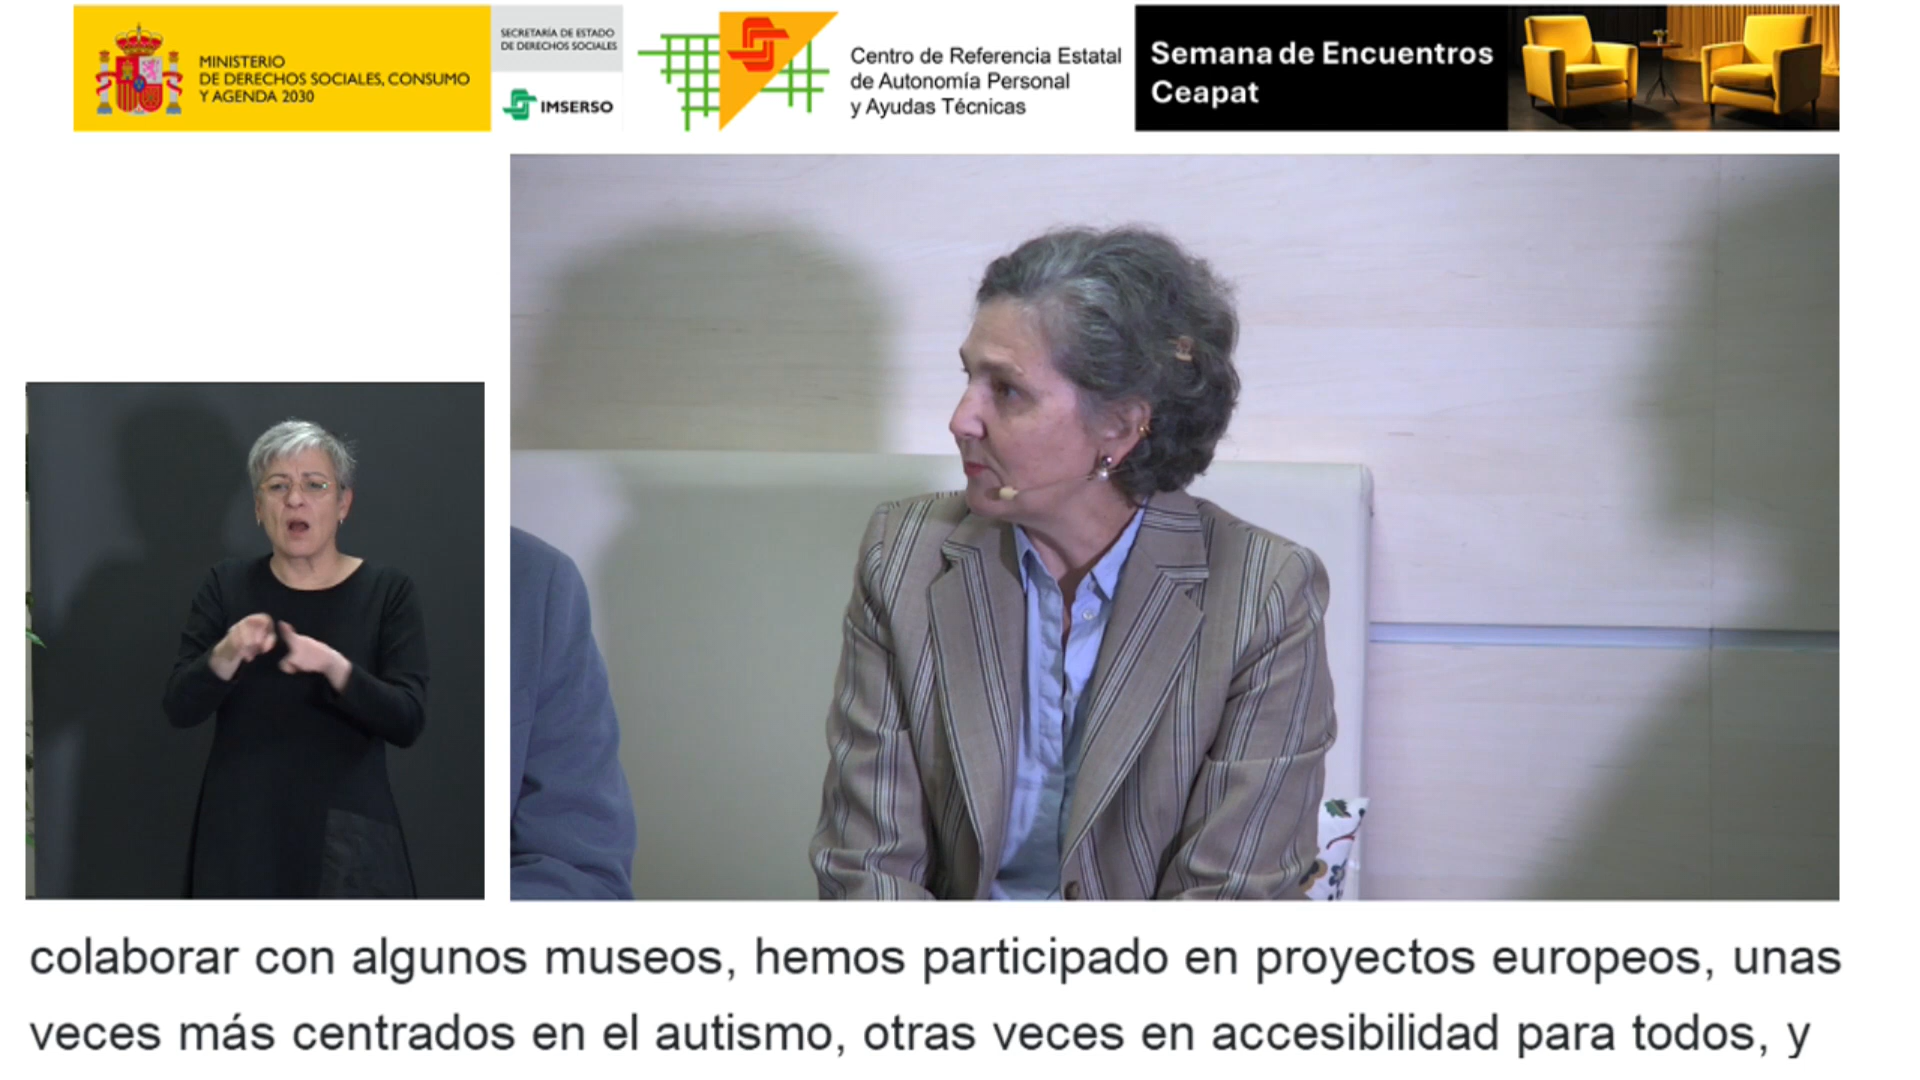 MINISTERIO
DE DERECHOS SOCIALES, CONSUMO
Y AGENDA 2030
SECRETARÍA DE ESTADO
DE DERECHOS SOCIALES
IMSERSO
Centro de Referencia Estatal
de Autonomía Personal
y Ayudas Técnicas
Semana de Encuentros
Ceapat
colaborar con algunos museos, hemos participado en proyectos europeos, unas
veces más centrados en el autismo, otras veces en accesibilidad para todos, y